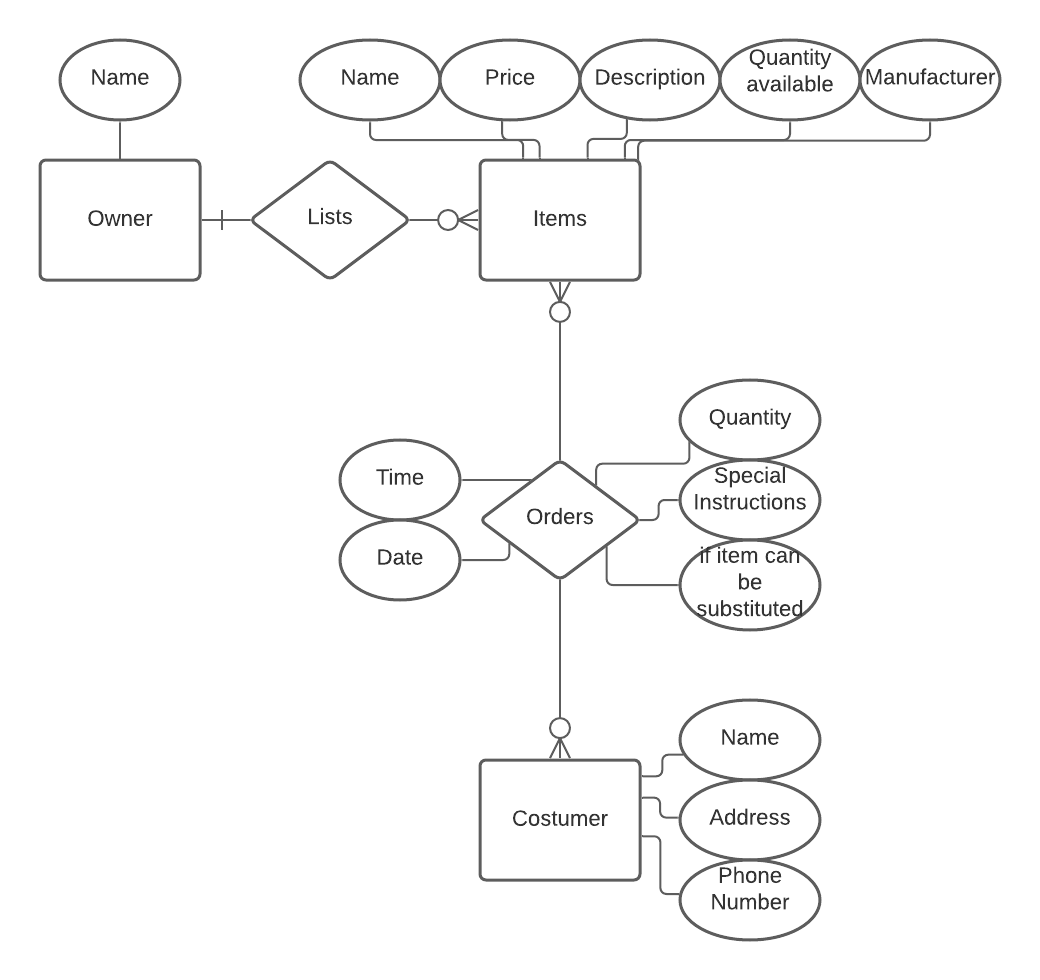 Name
Name
Price
Description
Quantity
available
Manufacturer
Owner
Lists
Items
Time
Date
Orders
Quantity
Special
Instructions
if item can
be
substituted
Costumer
Name
Address
Phone
Number